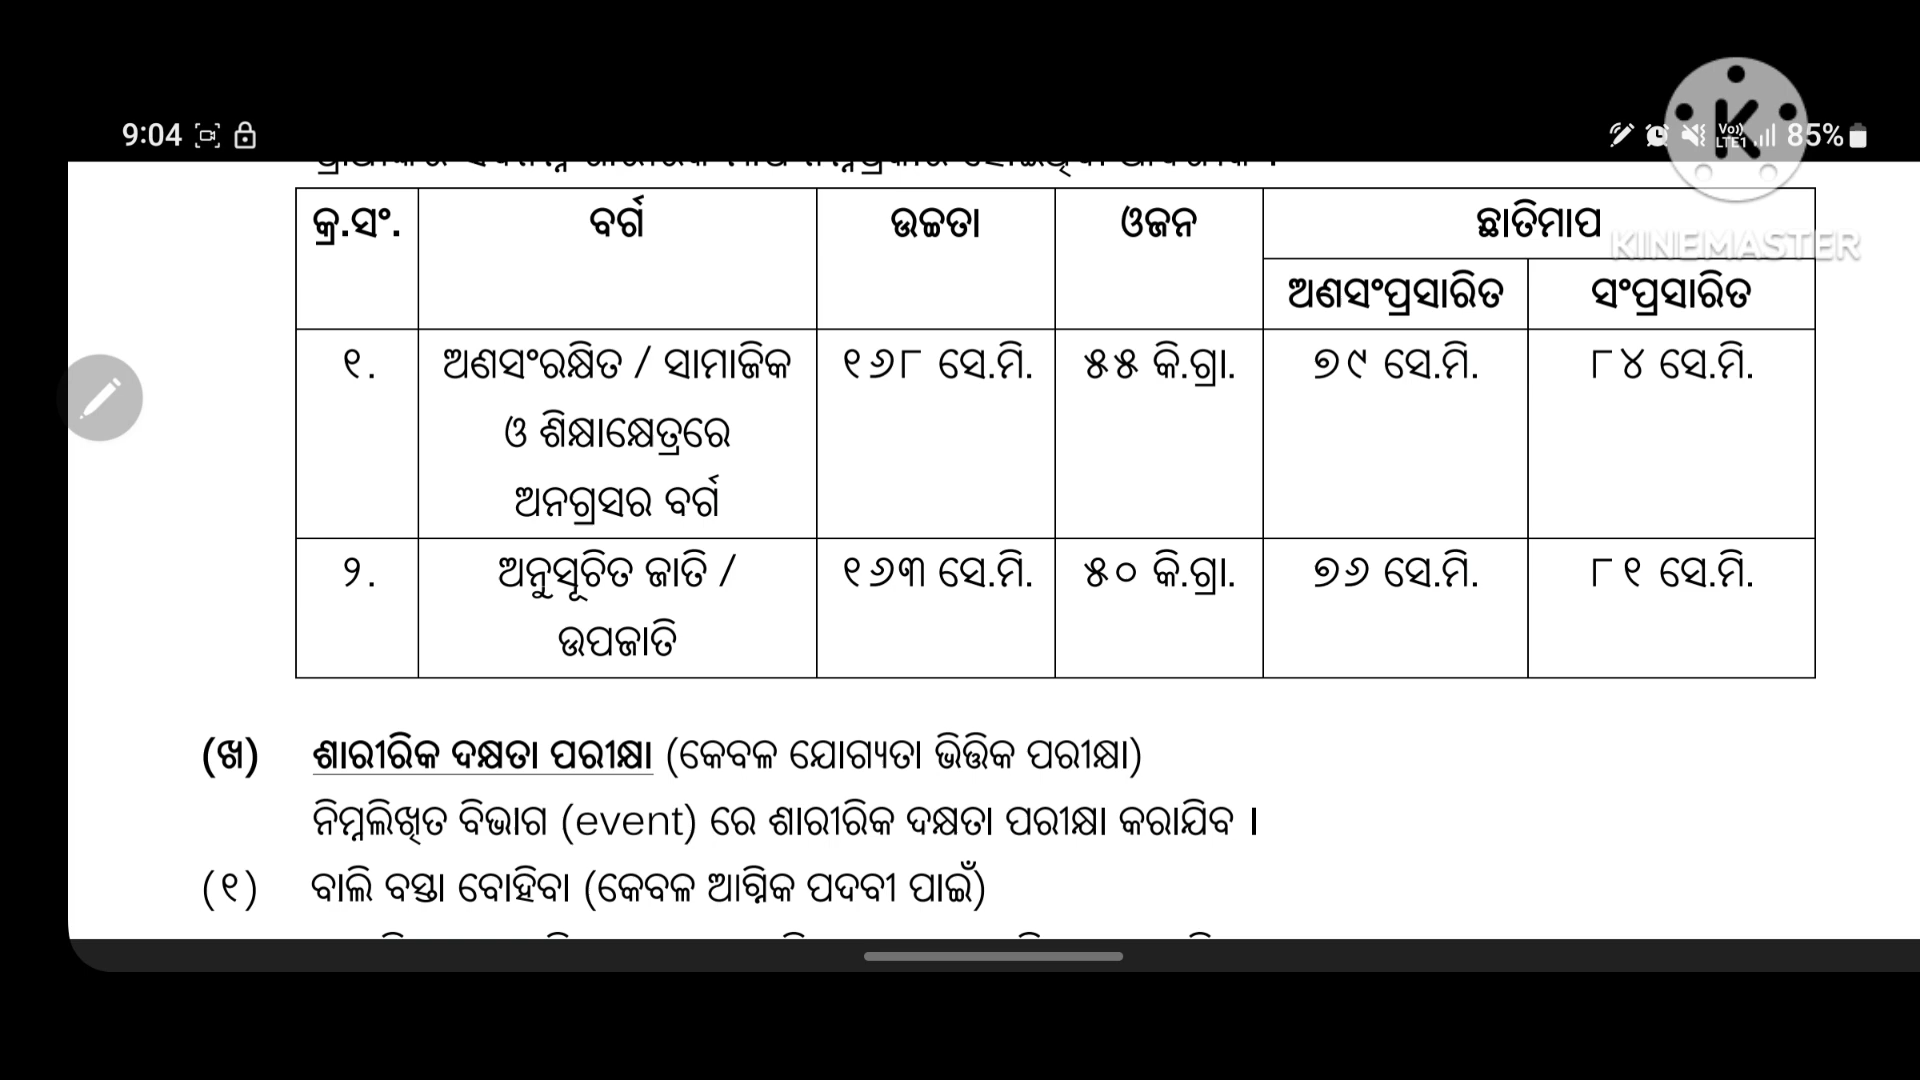 9:04
85%
KINEMASTER
କ୍ର.ସଂ. ବର୍ଗ ଉଚ୍ଚତା ଓଜନ ଛାତିମାପ
ଅଣସଂପ୍ରସାରିତ ସଂପ୍ରସାରିତ
୧. ଅଣସଂରକ୍ଷିତ / ସାମାଜିକ ୧୬୮ ସେ.ମି. ୫୫ କି.ଗ୍ରା. ୭୯ ସେ.ମି. ୮୪ ସେ.ମି.
ଓ ଶିକ୍ଷାକ୍ଷେତ୍ରରେ
ଅନଗ୍ରସର ବର୍ଗ
୨. ଅନୁସୂଚିତ ଜାତି / ୧୬୩ ସେ.ମି. ୫୦ କି.ଗ୍ରା. ୭୬ ସେ.ମି. ୮୧ ସେ.ମି.
ଉପଜାତି
(ଖ) ଶାରୀରିକ ଦକ୍ଷତା ପରୀକ୍ଷା (କେବଳ ଯୋଗ୍ୟତା ଭିତ୍ତିକ ପରୀକ୍ଷା)
ନିମ୍ନଲିଖିତ ବିଭାଗ (event) ରେ ଶାରୀରିକ ଦକ୍ଷତା ପରୀକ୍ଷା କରାଯିବ ।
(୧) ବାଲି ବସ୍ତା ବୋହିବା (କେବଳ ଆଗ୍ନିକ ପଦବୀ ପାଇଁ)